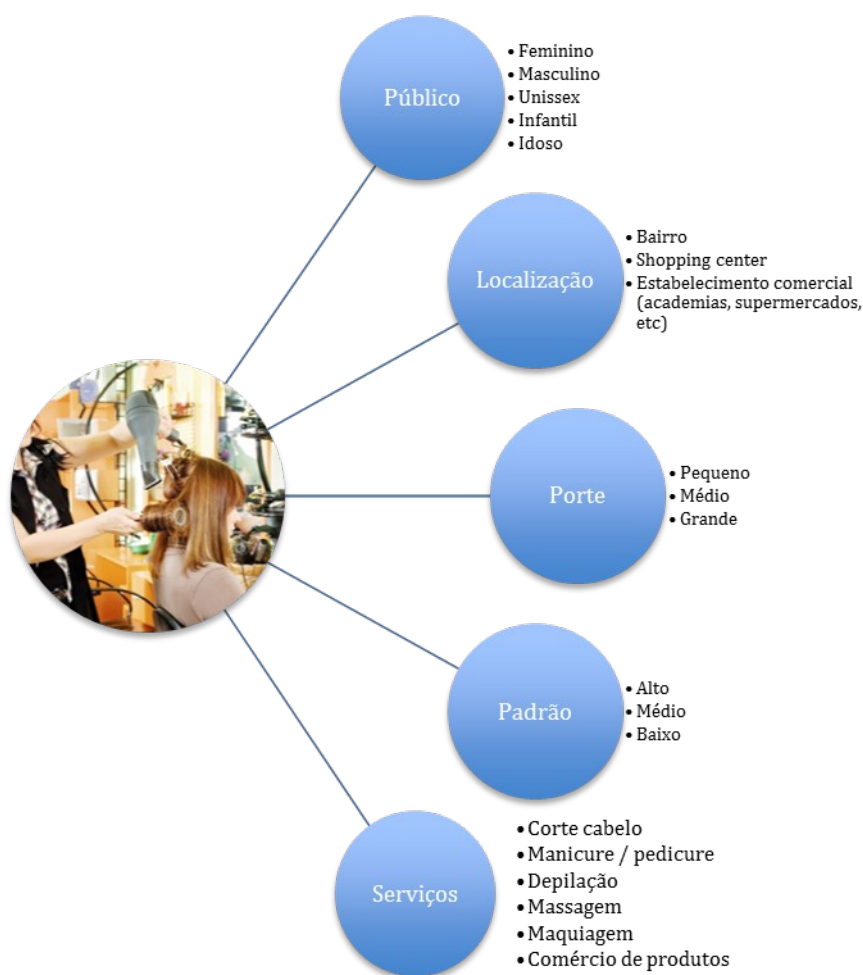 Público
• Feminino
• Masculino
• Unissex
• Infantil
• Idoso
Localização
• Bairro
• Shopping center
• Estabelecimento comercial
(academias, supermercados,
etc)
Porte
• Pequeno
• Médio
• Grande
Padrão
• Alto
• Médio
• Baixo
Serviços
• Corte cabelo
• Manicure / pedicure
• Depilação
• Massagem
• Maquiagem
• Comércio de produtos